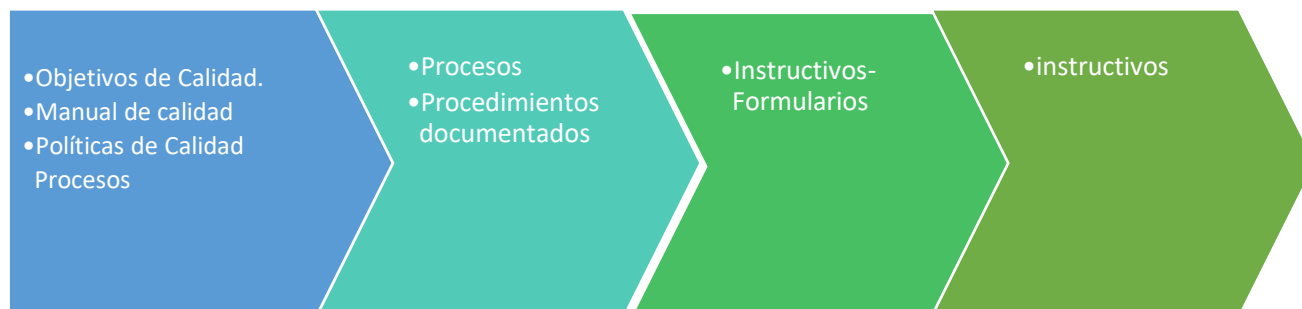 •Objetivos de Calidad.
•Manual de calidad
•Políticas de Calidad
Procesos
•Procesos
•Procedimientos
documentados
•Instructivos-
Formularios
•instructivos